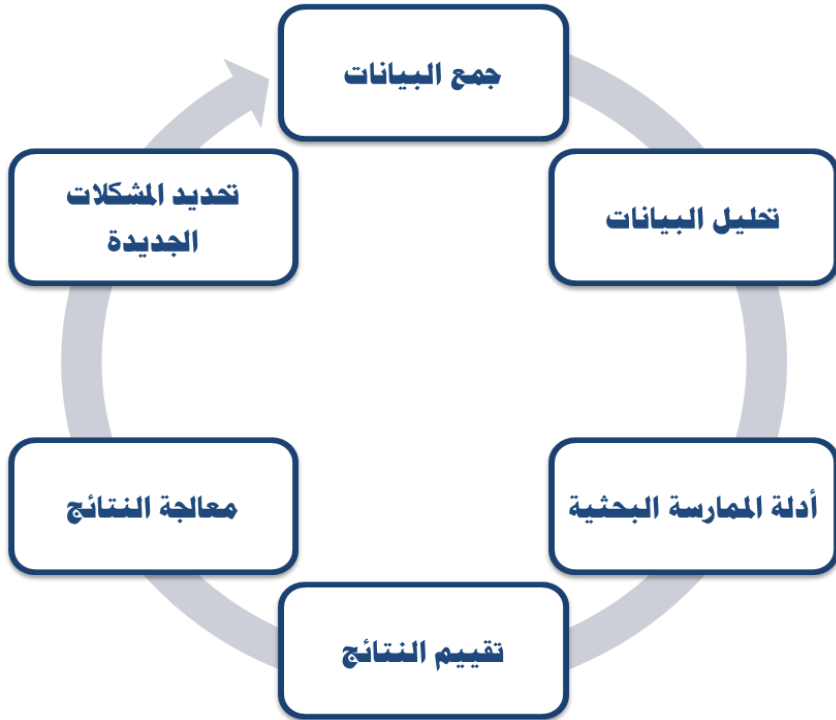 جمع البيانات
تحليل البيانات
أدلة الممارسة البحثية
تقييم النتائج
معالجة النتائج
تحديد المشكلات
الجديدة